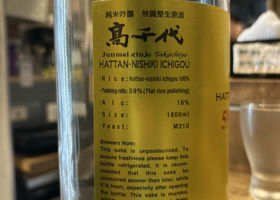 純米吟醸 無調整生原酒
髙千代
Junmai Ginjo Takachiyo
HATTAN-NISHIKI ICHIGOU
・Rice: Hattan-nishiki ichigou 100%
・Polishing ratio: 59% (Flat rice polishing)
・Alc: 16%
・Size: 1800ml
・Yeast: M310
Brewers Note:
This sake is unpasteurized. To
ensure freshness please keep this
bottle refrigerated. It is recom-
mended that this sake be
consumed sooner than later, while
it is fresh, especially after opening
the bottle. This sake is muroka,